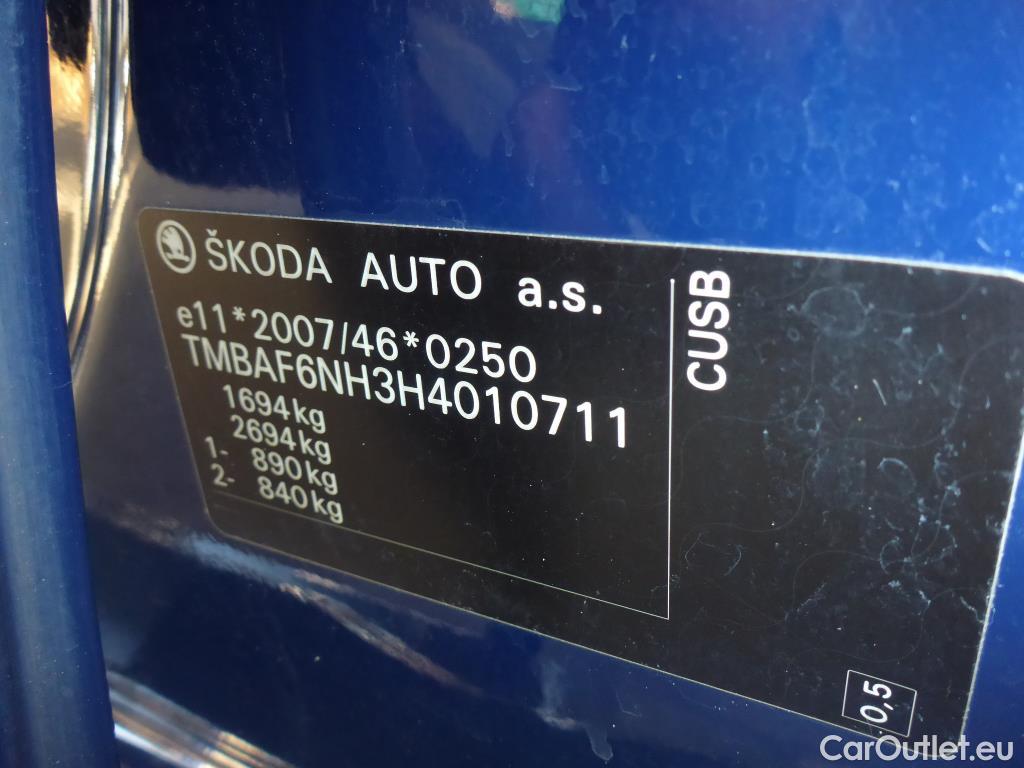 ŠKODA AUTO a.s.
e11*2007/46*0250
TMBAF6NH3H4010711
1694kg
2694kg
1- 890kg
2- 840kg
CUSB
0,5
CarOutlet.eu